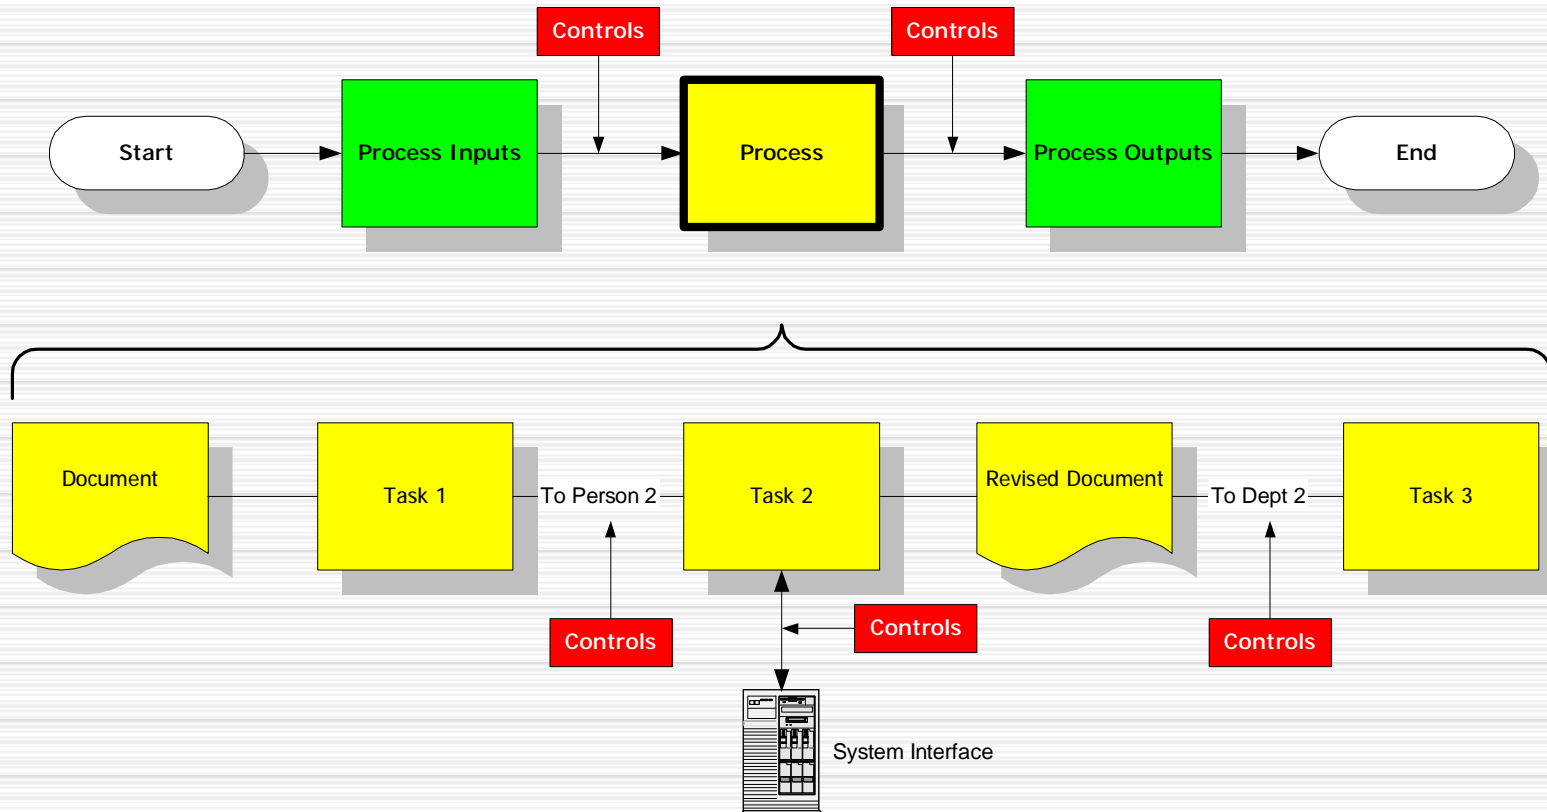 Controls
Controls
Start
Process Inputs
Process
Process Outputs
End
Document
Task 1
To Person 2
Task 2
Revised Document
To Dept 2
Task 3
Controls
Controls
Controls
System Interface